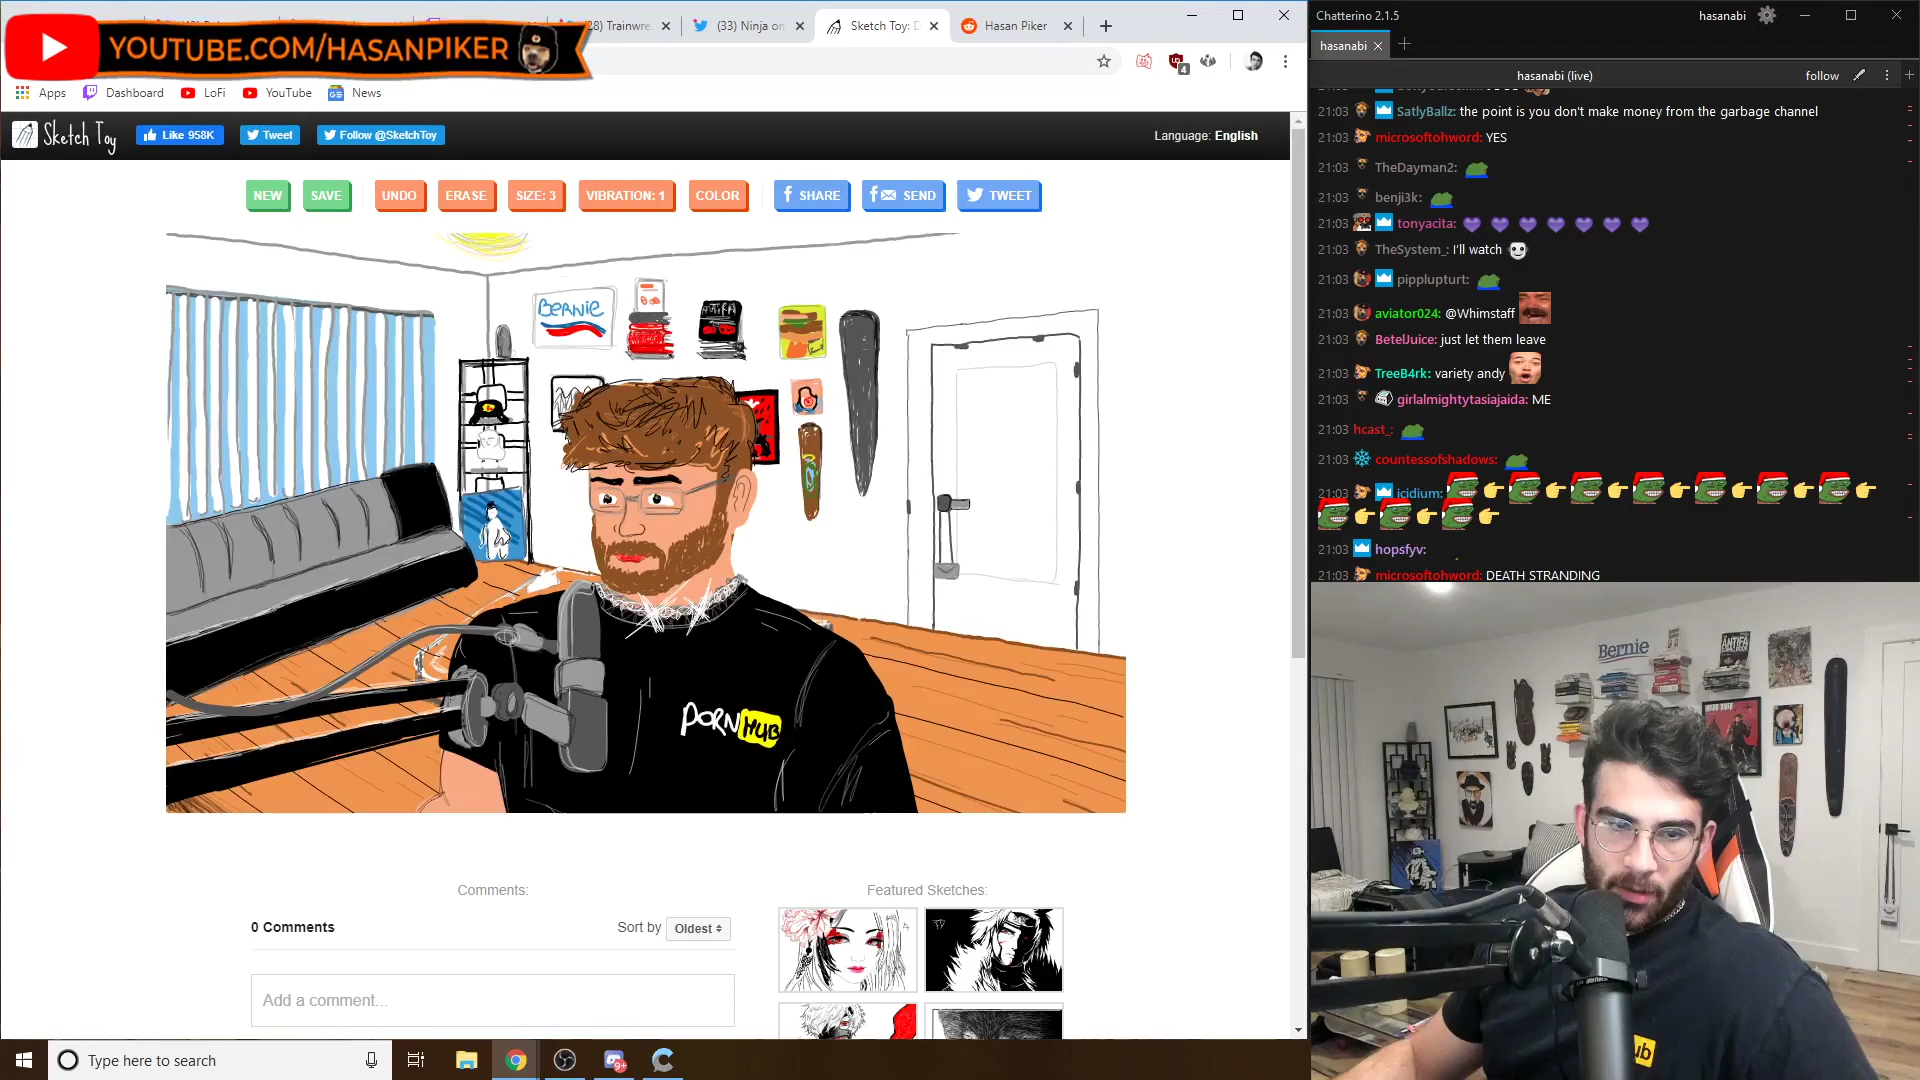 28) Trainwre
(33) Ninja on
Sketch Toy: D
Hasan Piker
YOUTUBE.COM/HASANPIKER
4
Apps
Dashboard
LoFi
YouTube
News
Sketch Toy
Like 958K
Tweet
Follow @SketchToy
Language: English
NEW
SAVE
UNDO
ERASE
SIZE: 3
VIBRATION: 1
COLOR
SHARE
SEND
TWEET
BERNIE
PORN HUB
Comments:
0 Comments
Sort by
Oldest
Add a comment...
Featured Sketches:
Type here to search
9+
Chatterino 2.1.5
hasanabi
hasanabi
hasanabi (live)
follow
21:03 SatlyBallz: the point is you don't make money from the garbage channel
21:03 microsoftohword: YES
21:03 TheDayman2:
21:03 benji3k:
21:03 tonyacita:
21:03 TheSystem_: I'll watch
21:03 pipplupturt:
21:03 aviator024: @Whimstaff
21:03 BetelJuice: just let them leave
21:03 TreeB4rk: variety andy
21:03 girlalmightytasiajaida: ME
21:03 hcast_:
21:03 countessofshadows:
21:03 icidium:
21:03 hopsfyv:
21:03 microsoftohword: DEATH STRANDING
Bernie
ANTIFA
ub